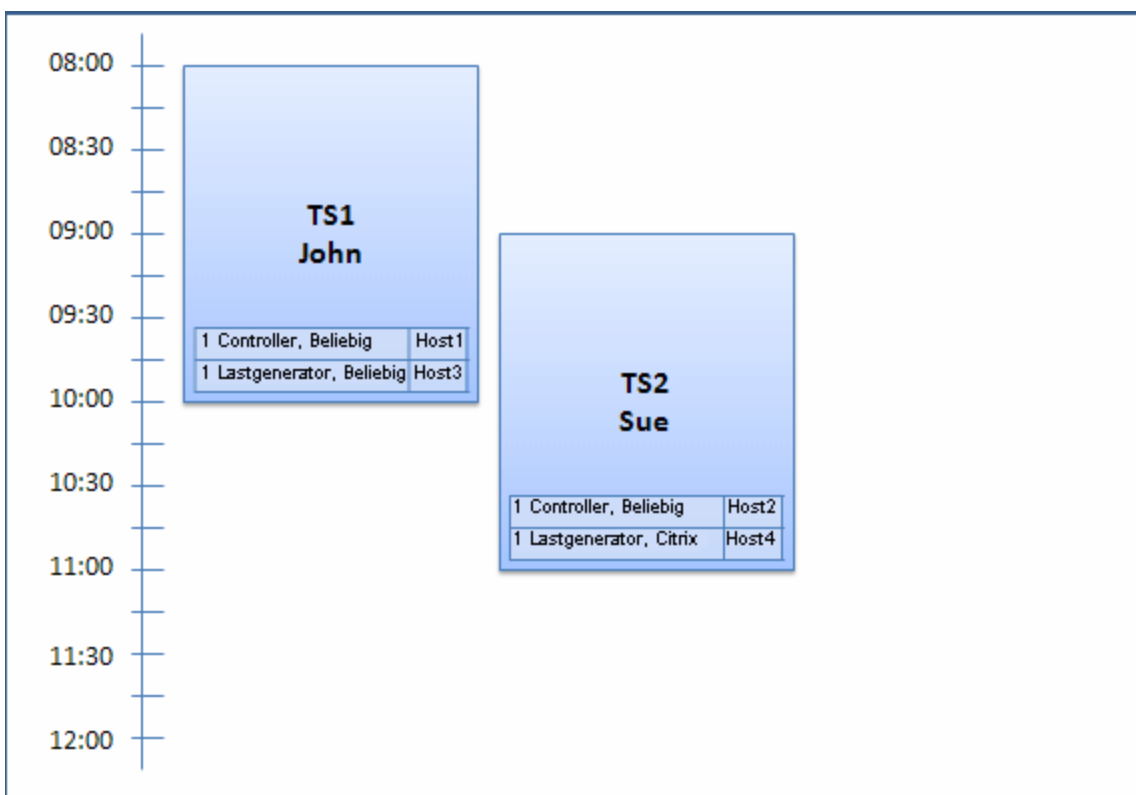 08:00
08:30
09:00
09:30
10:00
10:30
11:00
11:30
12:00
TS1
John
1 Controller, Beliebig Host1
1 Lastgenerator, Beliebig Host3
TS2
Sue
1 Controller, Beliebig Host2
1 Lastgenerator, Citrix Host4